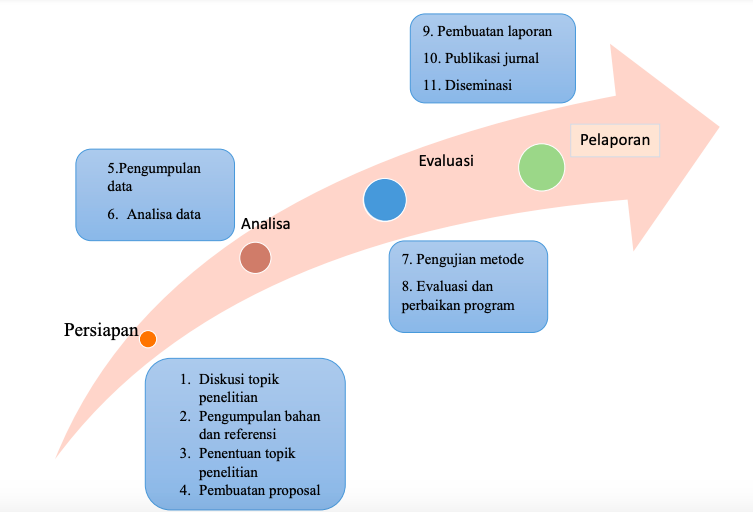 9. Pembuatan laporan
10. Publikasi jurnal
11. Diseminasi
Pelaporan
Evaluasi
5.Pengumpulan
data
6. Analisa data
Analisa
7. Pengujian metode
8. Evaluasi dan
perbaikan program
Persiapan
1. Diskusi topik
penelitian
2. Pengumpulan bahan
dan referensi
3. Penentuan topik
penelitian
4. Pembuatan proposal